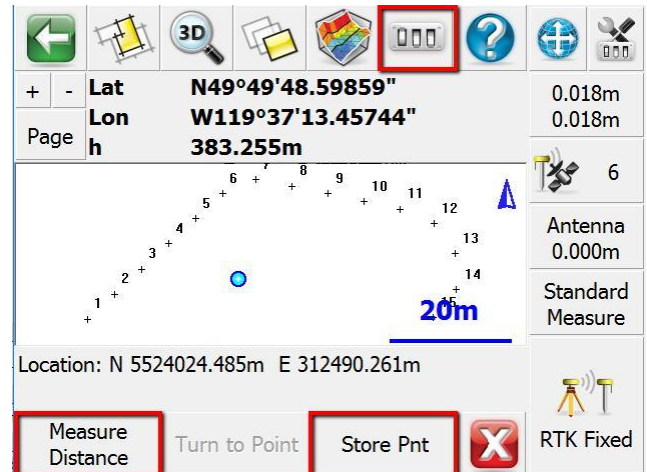 3D
+ -
Page
Lat N49°49'48.59859"
Lon W119°37'13.45744"
h 383.255m
0.018m
0.018m
6
Antenna
0.000m
Standard
Measure
RTK Fixed
1
2
3
4
5
6
7
8
9
10
11
12
13
14
15
20m
Location: N 5524024.485m E 312490.261m
Measure
Distance
Turn to Point
Store Pnt